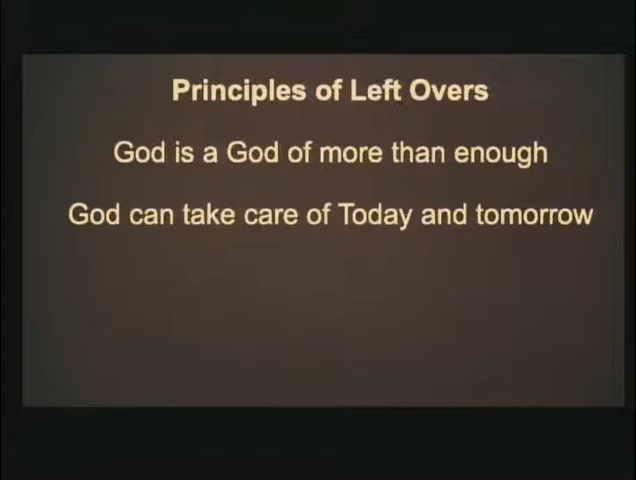 Principles of Left Overs
God is a God of more than enough
God can take care of Today and tomorrow